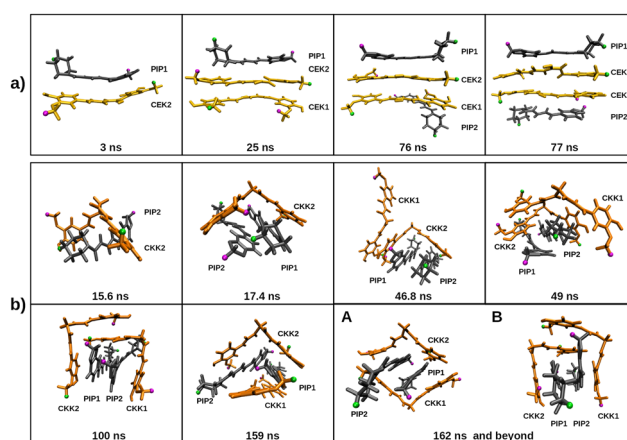 a)
PIP1
CEK2
3 ns
PIP1
CEK2
CEK1
25 ns
PIP1
CEK2
CEK1
PIP2
76 ns
PIP1
CEK
CEK
PIP2
77 ns
b)
PIP2
CKK2
15.6 ns
CKK2
PIP2
PIP1
17.4 ns
CKK1
CKK2
PIP1
PIP2
46.8 ns
CKK1
CKK2
PIP2
PIP1
49 ns
CKK2 PIP1 PIP2 CKK1
100 ns
CKK2
PIP1
PIP2
CKK1
159 ns
A
CKK2
PIP1
CKK1
PIP2
B
CKK2 PIP1 PIP2 CKK1
162 ns and beyond